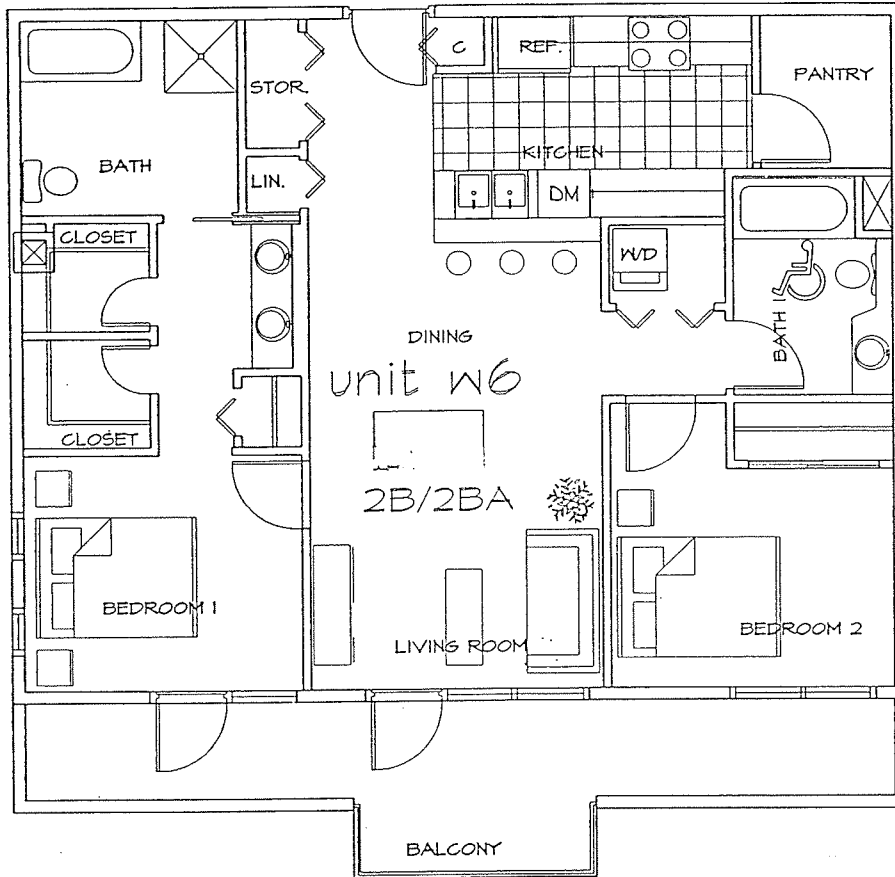 C
REF.
PANTRY
STOR.
BATH
KITCHEN
LIN.
DM
CLOSET
W/D
BATH 1
DINING
unit W6
CLOSET
2B/2BA
BEDROOM 1
LIVING ROOM
BEDROOM 2
BALCONY